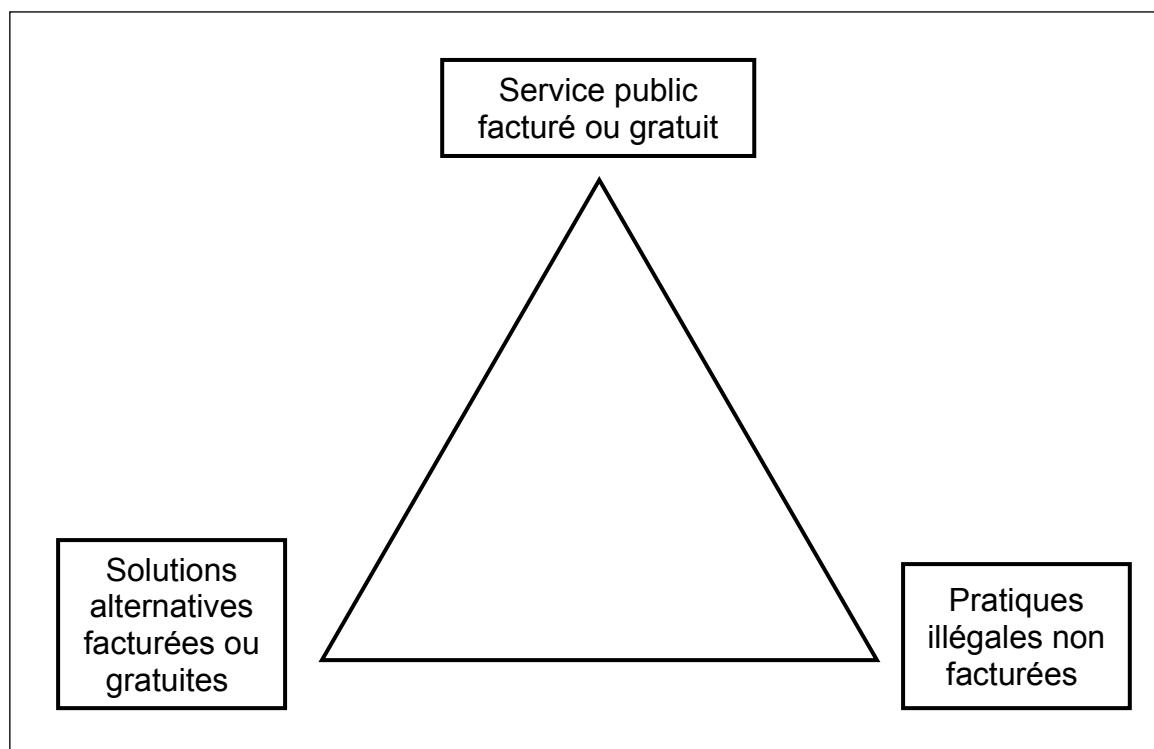 Service public
facturé ou gratuit
Solutions
alternatives
facturées ou
gratuites
Pratiques
illégales non
facturées